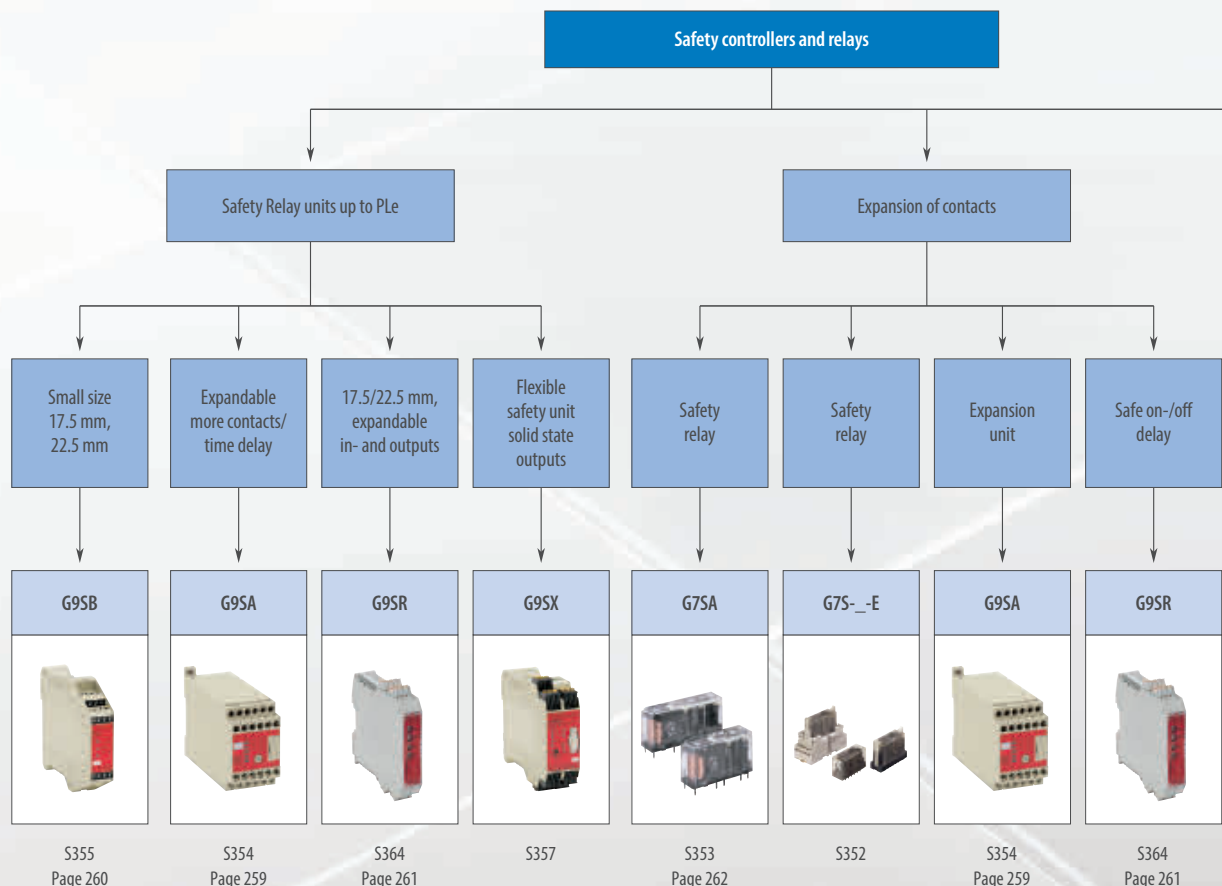 Safety controllers and relays
Safety Relay units up to PLe
Expansion of contacts
Small size
17.5 mm,
22.5 mm
Expandable
more contacts/
time delay
17.5/22.5 mm,
expandable
in- and outputs
Flexible
safety unit
solid state
outputs
Safety
relay
Safety
relay
Expansion
unit
Safe on-/off
delay
G9SB
G9SA
G9SR
G9SX
G7SA
G7S-_-E
G9SA
G9SR
S355
Page 260
S354
Page 259
S364
Page 261
S357
S353
Page 262
S352
S354
Page 259
S364
Page 261